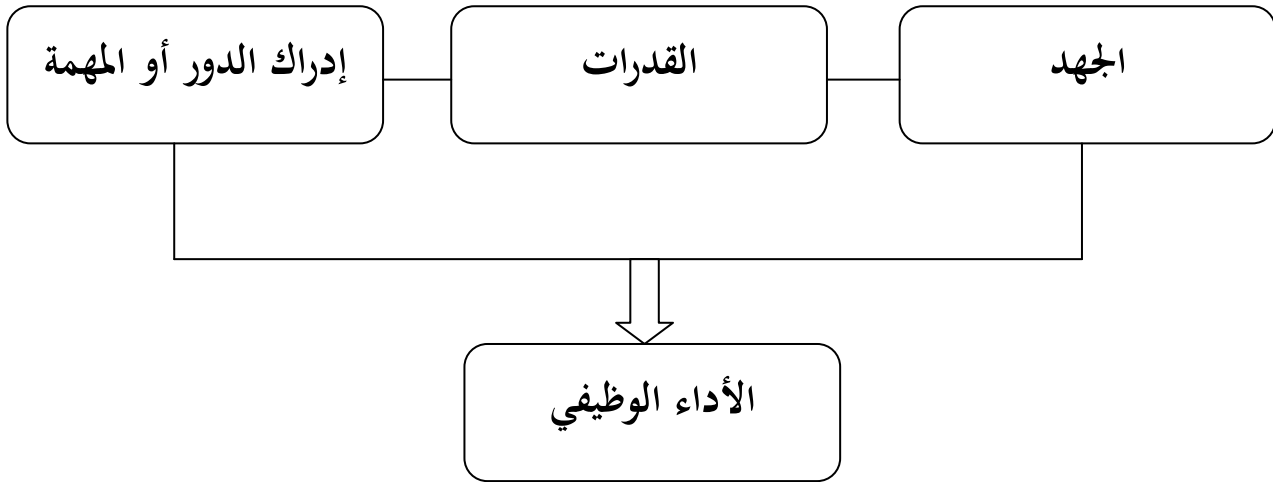 الجهد
القدرات
إدراك الدور أو المهمة
الأداء الوظيفي